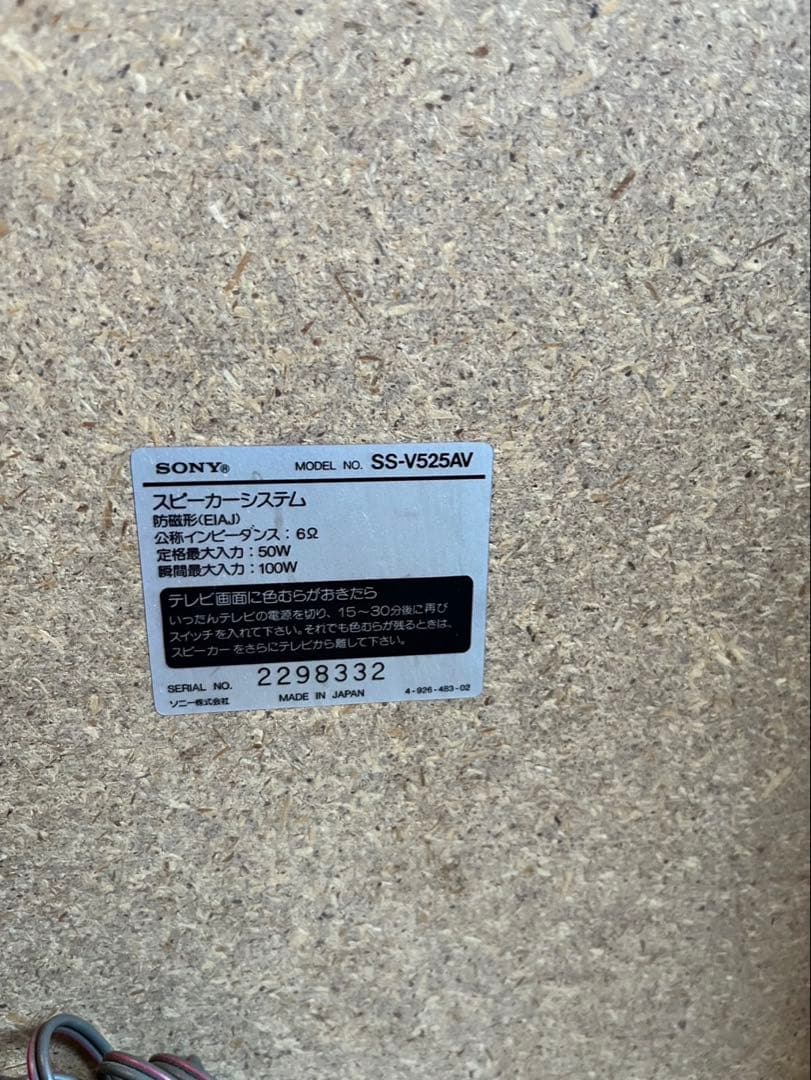 SONY® MODEL NO. SS-V525AV
スピーカーシステム
防磁形(EIAJ)
公称インピーダンス：6Ω
定格最大入力：50W
瞬間最大入力：100W
テレビ画面に色むらがおきたら
いったんテレビの電源を切り、15～30分後に再び
スイッチを入れて下さい。それでも色むらが残るときは、
スピーカーをさらにテレビから離して下さい。
SERIAL NO. 2298332
ソニー株式会社 MADE IN JAPAN 4-926-483-02